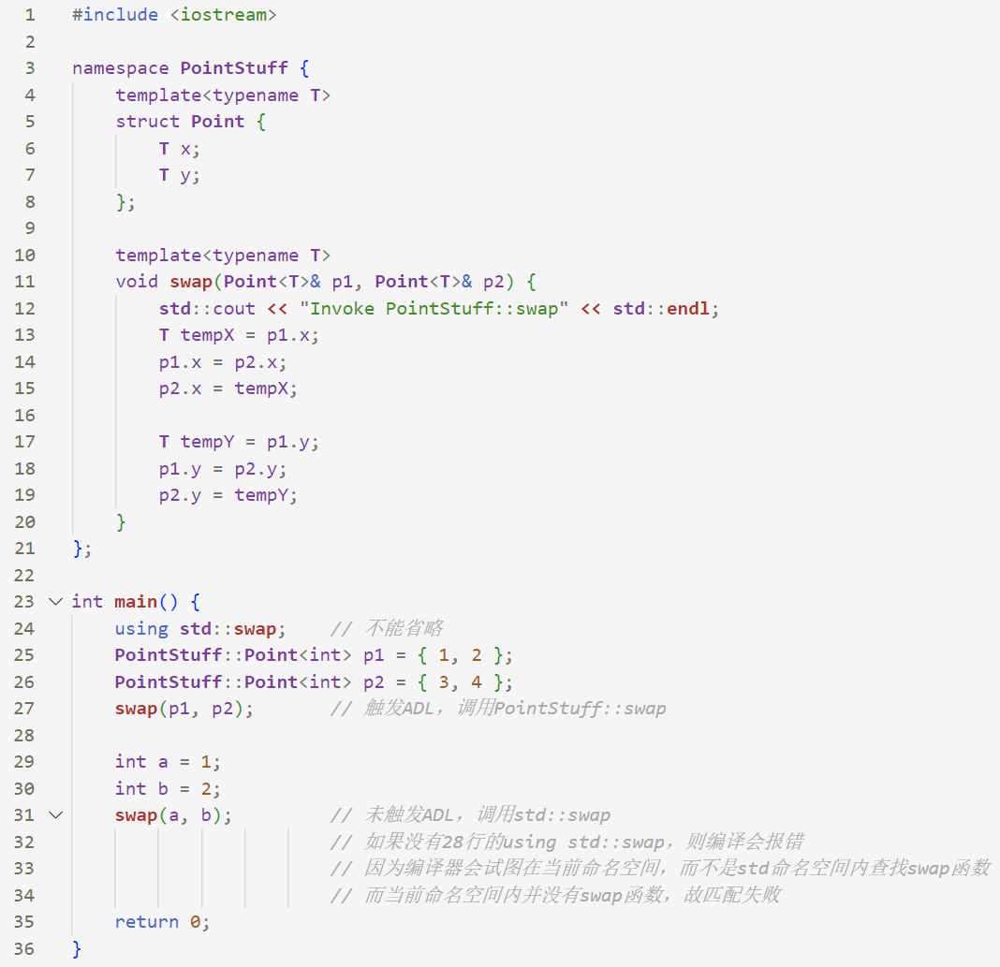 1 #include <iostream>
2
3 namespace PointStuff {
4     template<typename T>
5     struct Point {
6         T x;
7         T y;
8     };
9
10     template<typename T>
11     void swap(Point<T>& p1, Point<T>& p2) {
12         std::cout << "Invoke PointStuff::swap" << std::endl;
13         T tempX = p1.x;
14         p1.x = p2.x;
15         p2.x = tempX;
16
17         T tempY = p1.y;
18         p1.y = p2.y;
19         p2.y = tempY;
20     }
21 };
22
23 int main() {
24     using std::swap;    // 不能省略
25     PointStuff::Point<int> p1 = { 1, 2 };
26     PointStuff::Point<int> p2 = { 3, 4 };
27     swap(p1, p2);       // 触发ADL，调用PointStuff::swap
28
29     int a = 1;
30     int b = 2;
31     swap(a, b);         // 未触发ADL，调用std::swap
32                         // 如果没有28行的using std::swap，则编译会报错
33                         // 因为编译器会试图在当前命名空间，而不是std命名空间内查找swap函数
34                         // 而当前命名空间内并没有swap函数，故匹配失败
35     return 0;
36 }